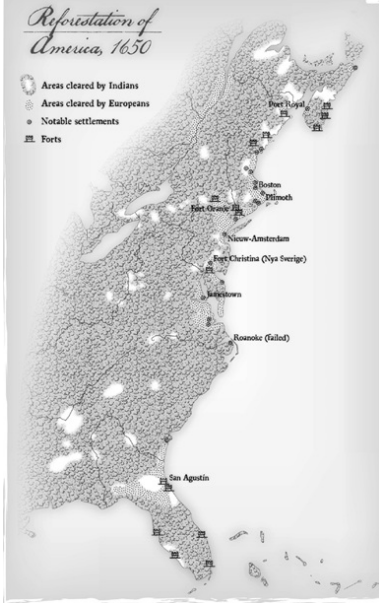 Reforestation of
America, 1650
Areas cleared by Indians
Areas cleared by Europeans
Notable settlements
Forts
Port Royal
Boston
Plimoth
Fort Orange
Nieuw-Amsterdam
Fort Christina (Nya Sverige)
Jamestown
Roanoke (failed)
San Agustín